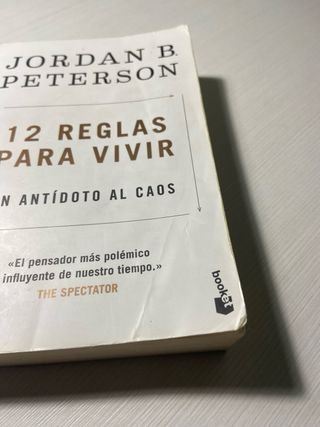 JORDAN B.
PETERSON
12 REGLAS
PARA VIVIR
N ANTÍDOTO AL CAOS
«El pensador más polémico
influyente de nuestro tiempo.»
THE SPECTATOR
booket